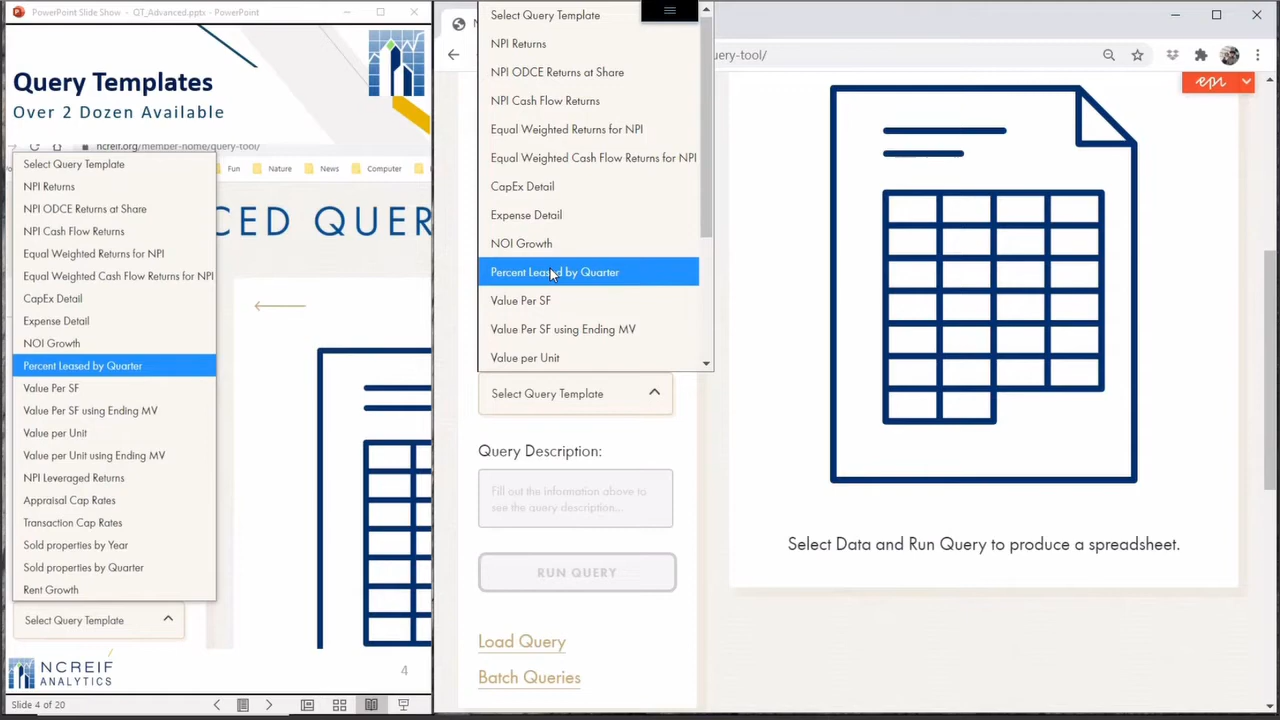 PowerPoint Slide Show - QT_Advanced.pptx - PowerPoint
Query Templates
Over 2 Dozen Available
ncreif.org/member-home/query-tool/
Fun
Nature
News
Computer
CED QUER
Select Query Template
NPI Returns
NPI ODCE Returns at Share
NPI Cash Flow Returns
Equal Weighted Returns for NPI
Equal Weighted Cash Flow Returns for NPI
CapEx Detail
Expense Detail
NOI Growth
Percent Leased by Quarter
Value Per SF
Value Per SF using Ending MV
Value per Unit
Value per Unit using Ending MV
NPI Leveraged Returns
Appraisal Cap Rates
Transaction Cap Rates
Sold properties by Year
Sold properties by Quarter
Rent Growth
Select Query Template
NCREIF
ANALYTICS
4
Slide 4 of 20
ery-tool/
epi
Select Query Template
NPI Returns
NPI ODCE Returns at Share
NPI Cash Flow Returns
Equal Weighted Returns for NPI
Equal Weighted Cash Flow Returns for NPI
CapEx Detail
Expense Detail
NOI Growth
Percent Leased by Quarter
Value Per SF
Value Per SF using Ending MV
Value per Unit
Select Query Template
Query Description:
Fill out the information above to
see the query description...
RUN QUERY
Load Query
Batch Queries
Select Data and Run Query to produce a spreadsheet.